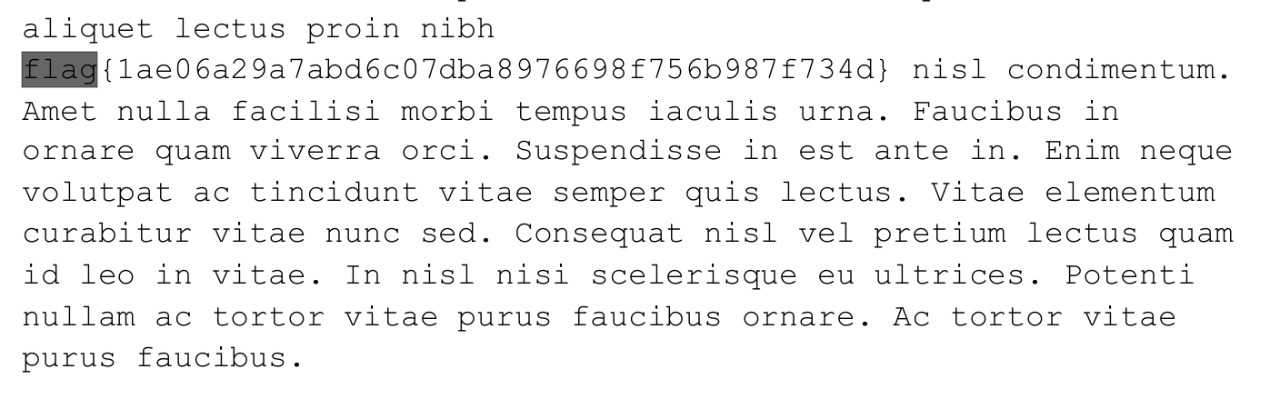 aliquet lectus proin nibh
flag{1ae06a29a7abd6c07dba8976698f756b987f734d} nisl condimentum.
Amet nulla facilisi morbi tempus iaculis urna. Faucibus in
ornare quam viverra orci. Suspendisse in est ante in. Enim neque
volutpat ac tincidunt vitae semper quis lectus. Vitae elementum
curabitur vitae nunc sed. Consequat nisl vel pretium lectus quam
id leo in vitae. In nisl nisi scelerisque eu ultrices. Potenti
nullam ac tortor vitae purus faucibus ornare. Ac tortor vitae
purus faucibus.